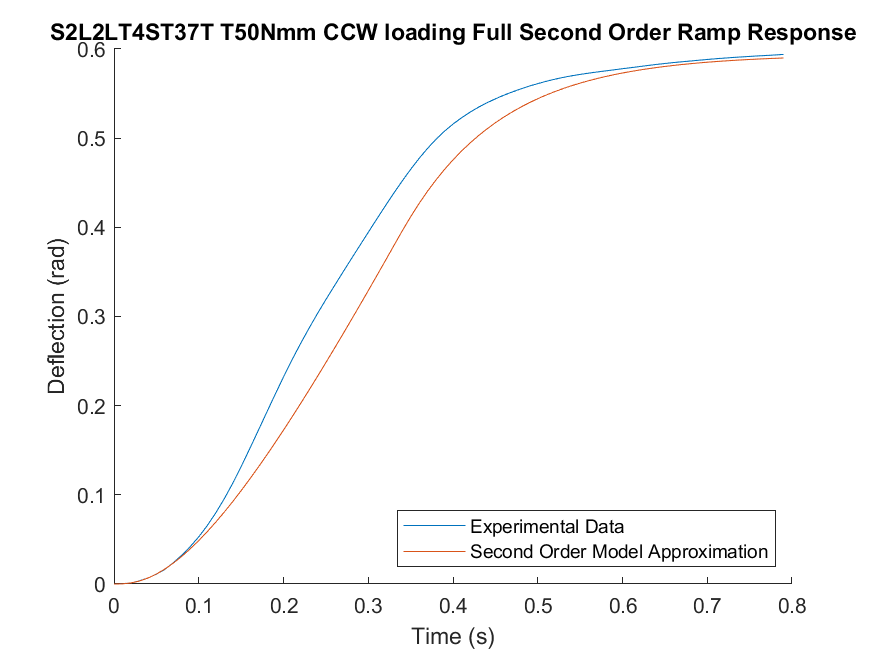 S2L2LT4ST37T T50Nmm CCW loading Full Second Order Ramp Response
0.6
0.5
0.4
0.3
0.2
0.1
0
Deflection (rad)
Experimental Data
Second Order Model Approximation
0 0.1 0.2 0.3 0.4 0.5 0.6 0.7 0.8
Time (s)